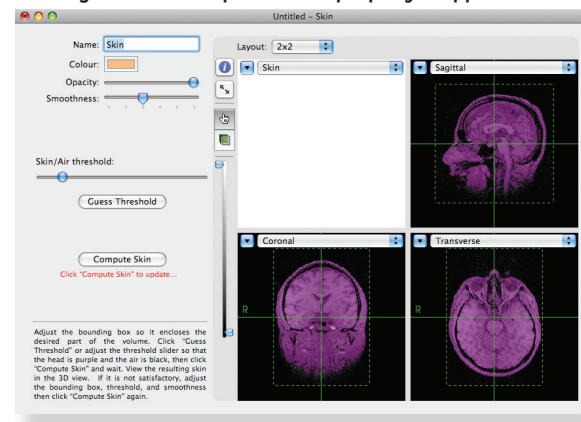 Untitled – Skin
Name: Skin
Colour:
Opacity:
Smoothness:
Skin/Air threshold:
Guess Threshold
Compute Skin
Click "Compute Skin" to update...
Adjust the bounding box so it encloses the
desired part of the volume. Click "Guess
Threshold" or adjust the threshold slider so that
the head is purple and the air is black, then click
"Compute Skin" and wait. View the resulting skin
in the 3D view. If it is not satisfactory, adjust
the bounding box, threshold, and smoothness
then click "Compute Skin" again.
Layout: 2x2
Skin
Sagittal
Coronal
R
Transverse
R